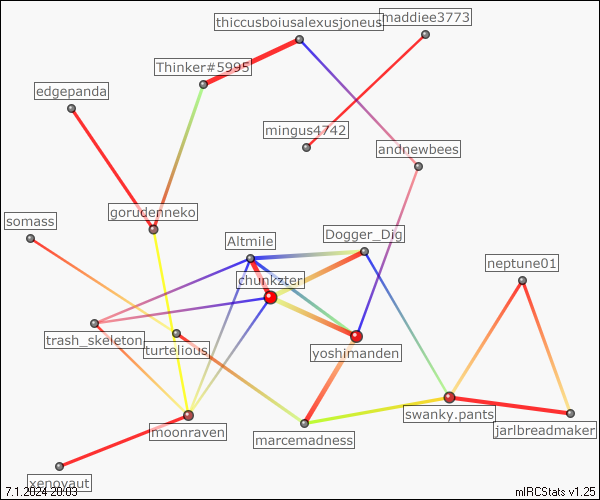 maddiee3773
thiccusboiusalexusjoneus
Thinker#5995
edgepanda
mingus4742
andnewbees
gorudenneko
somass
Dogger_Dig
Altmile
neptune01
chunkzter
trash_skeleton
turtelious
yoshimanden
swanky.pants
jarlbreadmaker
moonraven
marcemadness
xenovaut
7.1.2024 20:03
mIRCStats v1.25